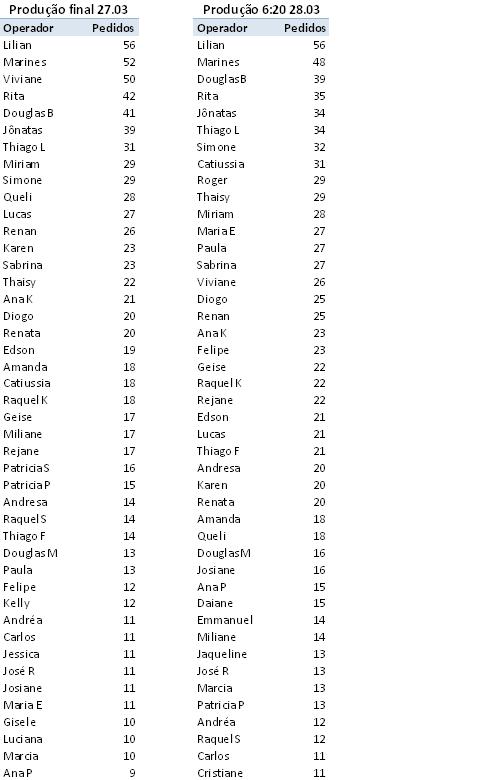 Produção final 27.03 Produção 6:20 28.03
Operador Pedidos Operador Pedidos
Lilian 56 Lilian 56
Marines 52 Marines 48
Viviane 50 DouglasB 39
Rita 42 Rita 35
Douglas B 41 Jônatas 34
Jônatas 39 Thiago L 34
Thiago L 31 Simone 32
Miriam 29 Catiussia 31
Simone 29 Roger 29
Queli 28 Thaisy 29
Lucas 27 Miriam 28
Renan 26 Maria E 27
Karen 23 Paula 27
Sabrina 23 Sabrina 27
Thaisy 22 Viviane 26
Ana K 21 Diogo 25
Diogo 20 Renan 25
Renata 20 Ana K 23
Edson 19 Felipe 23
Amanda 18 Geise 22
Catiussia 18 Raquel K 22
Raquel K 18 Rejane 22
Geise 17 Edson 21
Miliane 17 Lucas 21
Rejane 17 Thiago F 21
Patricia S 16 Andresa 20
Patricia P 15 Karen 20
Andresa 14 Renata 20
Raquel S 14 Amanda 18
Thiago F 14 Queli 18
Douglas M 13 DouglasM 16
Paula 13 Josiane 16
Felipe 12 Ana P 15
Kelly 12 Daiane 15
Andréa 11 Emmanuel 14
Carlos 11 Miliane 14
Jessica 11 Jaqueline 13
José R 11 José R 13
Josiane 11 Marcia 13
Maria E 11 Patricia P 13
Gisele 10 Andréa 12
Luciana 10 Raquel S 12
Marcia 10 Carlos 11
Ana P 9 Cristiane 11